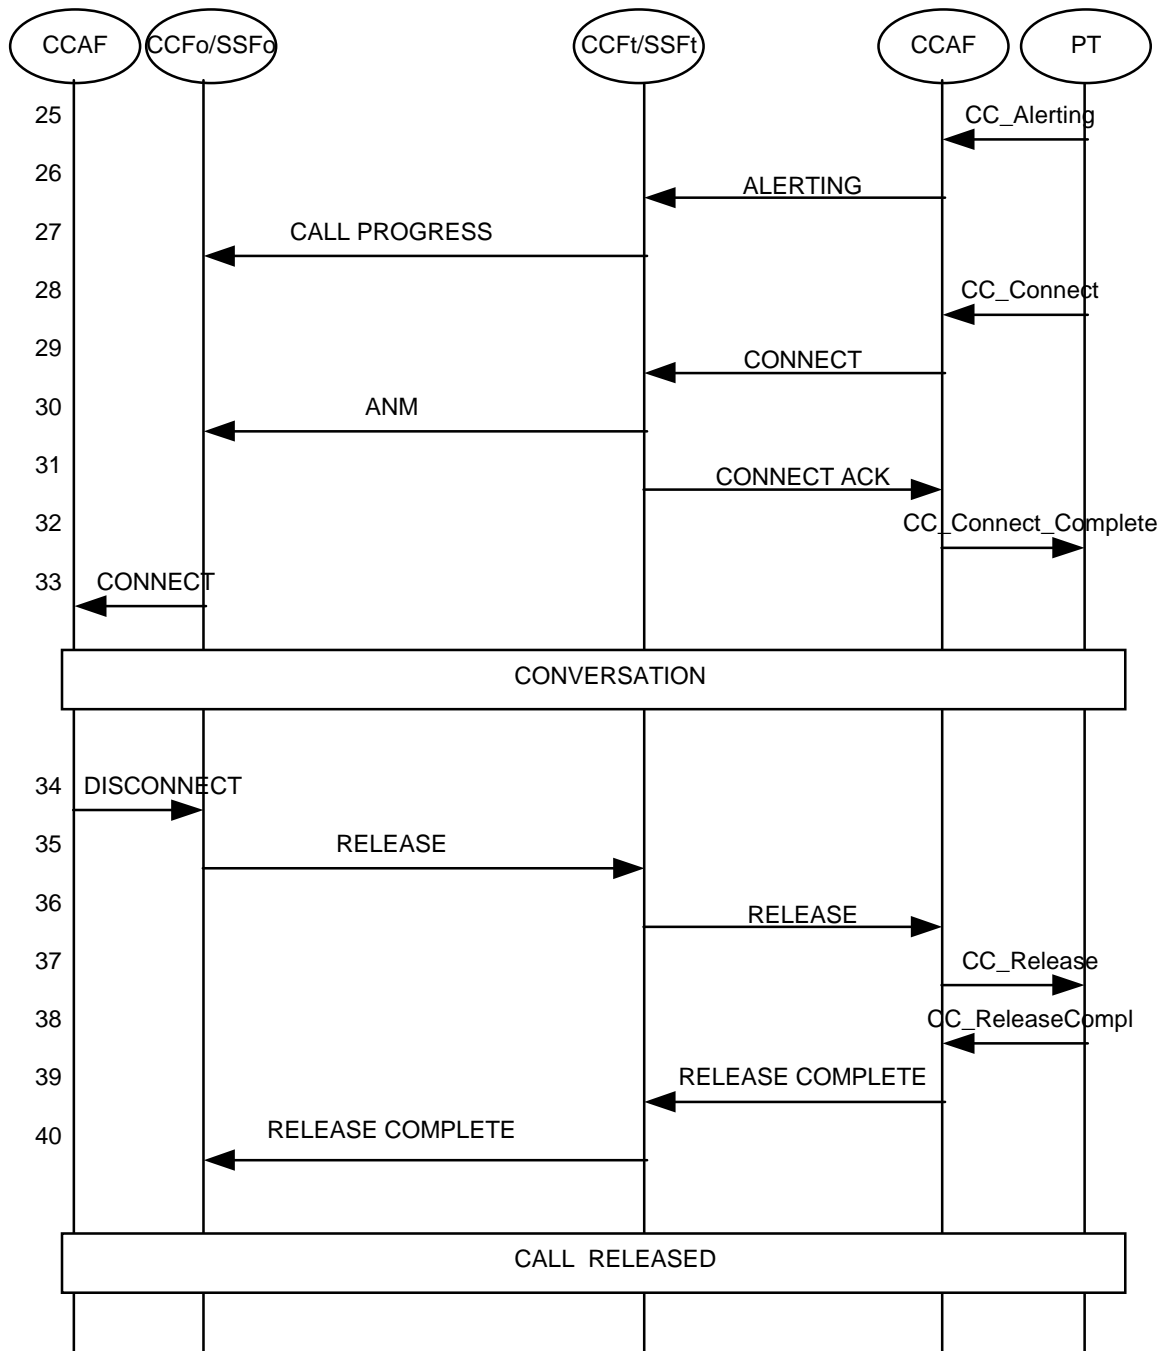 CCAF CCFo/SSFo CCFt/SSFt CCAF PT
25 CC_Alerting
26 ALERTING
27 CALL PROGRESS
28 CC_Connect
29 CONNECT
30 ANM
31 CONNECT ACK
32 CC_Connect_Complete
33 CONNECT
CONVERSATION
34 DISCONNECT
35 RELEASE
36 RELEASE
37 CC_Release
38 CC_ReleaseCompl
39 RELEASE COMPLETE
40 RELEASE COMPLETE
CALL RELEASED